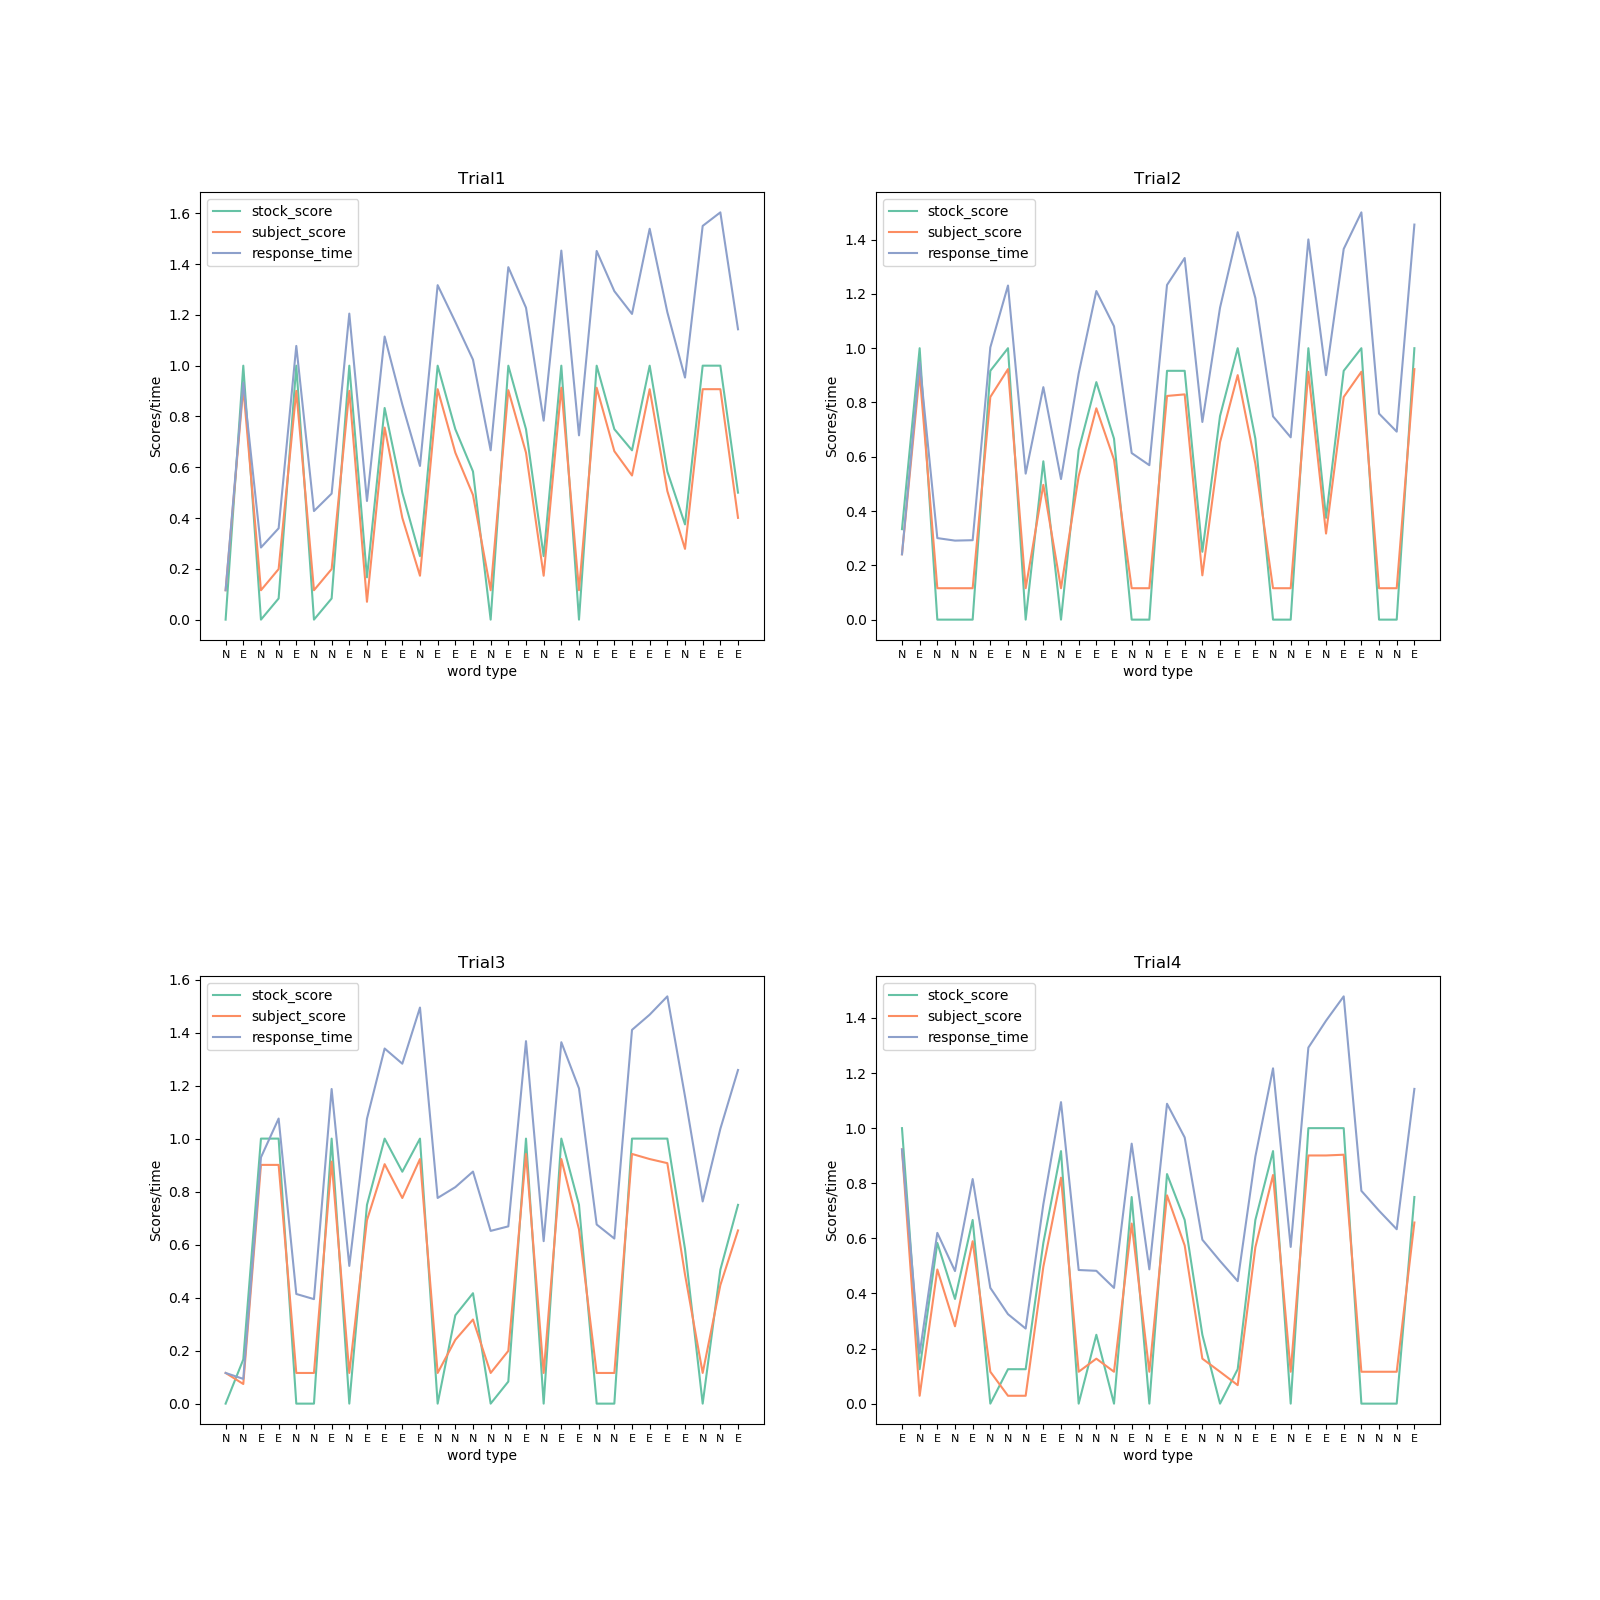 Trial1
stock_score
subject_score
response_time
Scores/time
1.6
1.4
1.2
1.0
0.8
0.6
0.4
0.2
0.0
N E N N E N N E N E E N E E E N E E N E N E E E E E N E E E
word type
Trial2
stock_score
subject_score
response_time
Scores/time
1.4
1.2
1.0
0.8
0.6
0.4
0.2
0.0
N E N N N E E N E N E E E N N E E N E E E N N E N E E N N E
word type
Trial3
stock_score
subject_score
response_time
Scores/time
1.6
1.4
1.2
1.0
0.8
0.6
0.4
0.2
0.0
N N E E N N E N E E E E N N N N N E N E E N N E E E E N N E
word type
Trial4
stock_score
subject_score
response_time
Scores/time
1.4
1.2
1.0
0.8
0.6
0.4
0.2
0.0
E N E N E N N N E E N N N E N E E N N N E E N E E E N N N E
word type